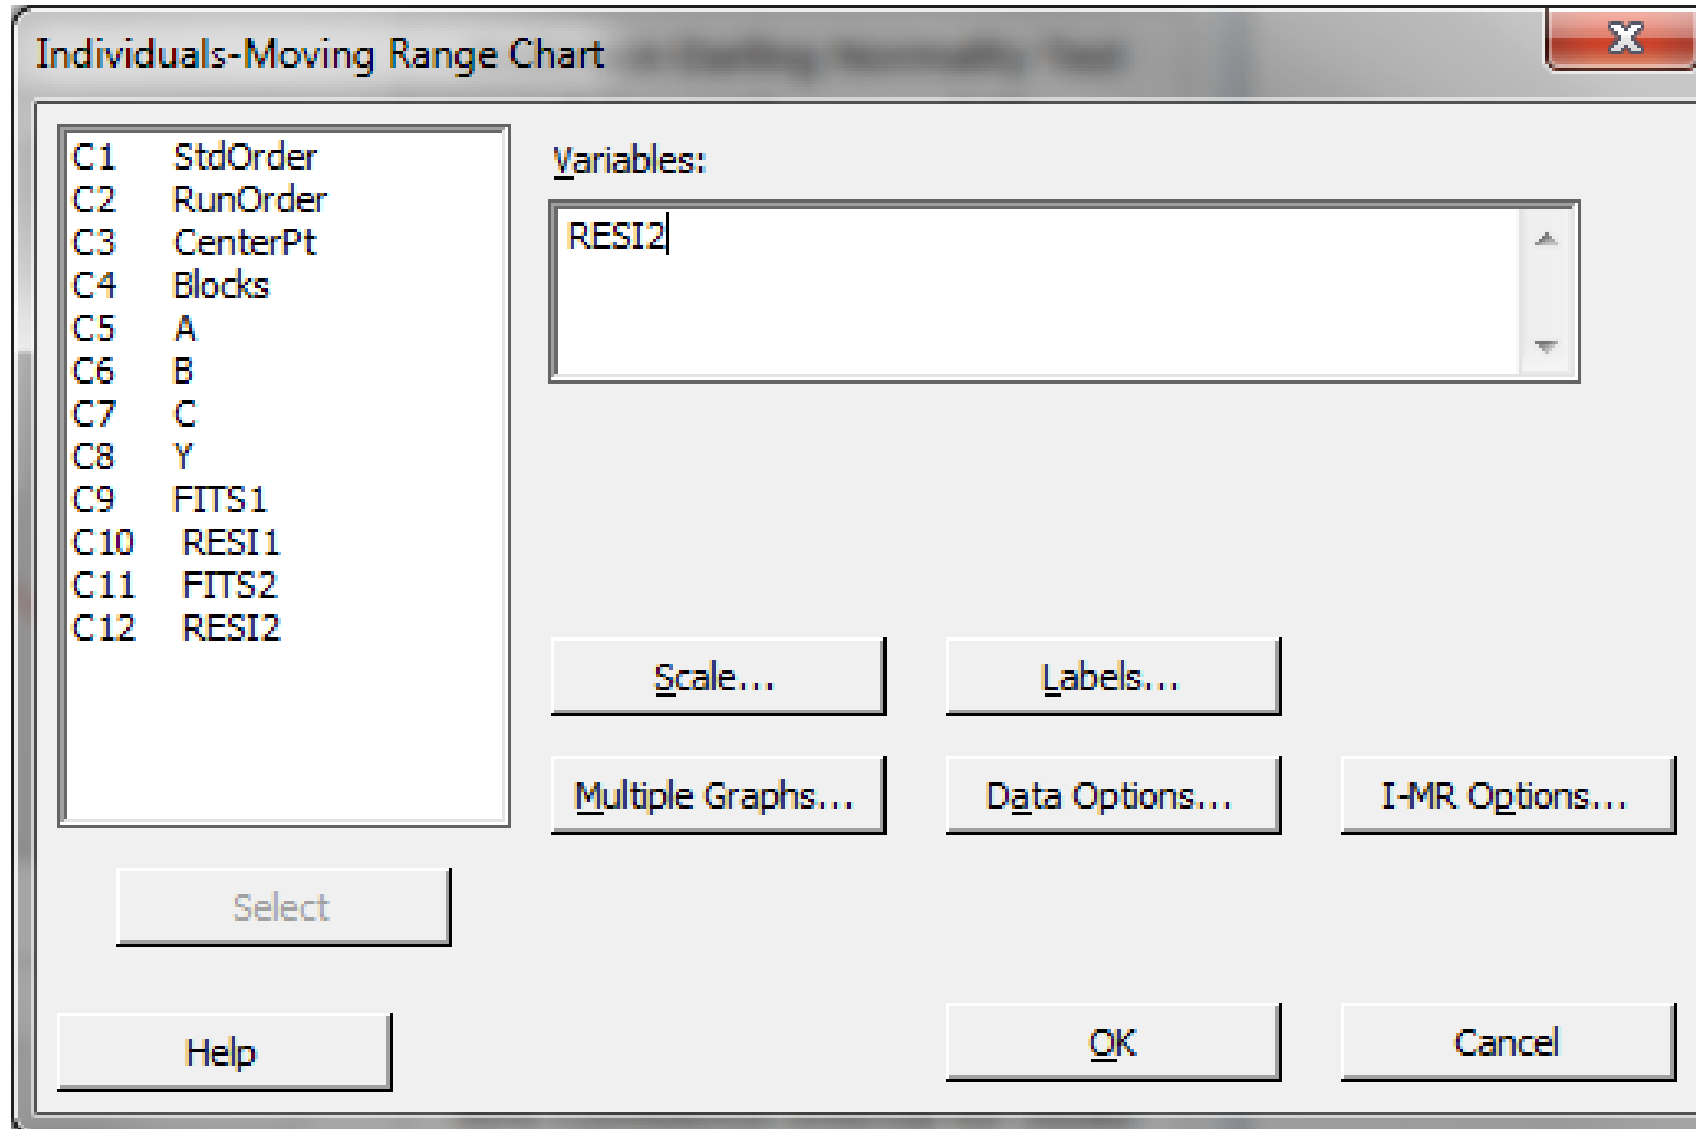 Individuals-Moving Range Chart
C1 StdOrder
C2 RunOrder
C3 CenterPt
C4 Blocks
C5 A
C6 B
C7 C
C8 Y
C9 FITS1
C10 RESI1
C11 FITS2
C12 RESI2
Variables:
RESI2
Scale...
Labels...
Multiple Graphs...
Data Options...
I-MR Options...
Select
Help
OK
Cancel